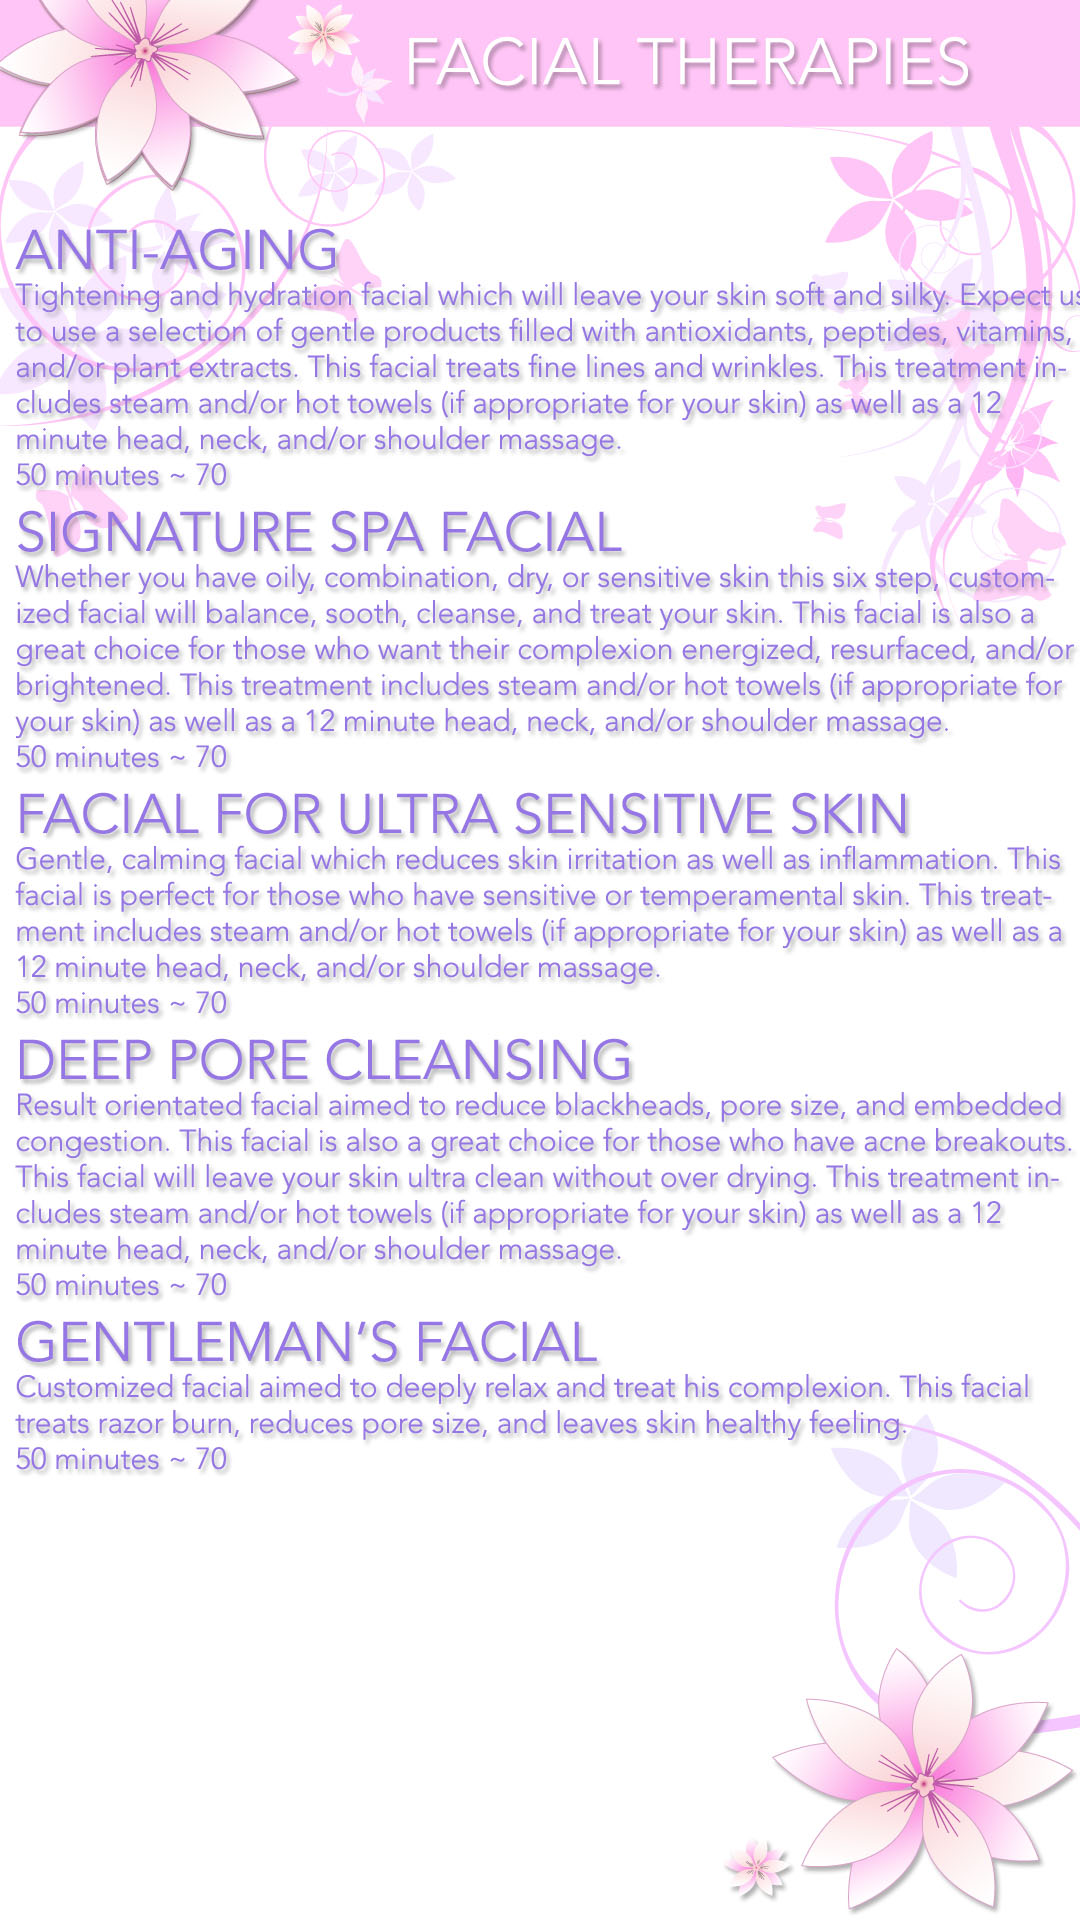 FACIAL THERAPIES
ANTI-AGING
Tightening and hydration facial which will leave your skin soft and silky. Expect us
to use a selection of gentle products filled with antioxidants, peptides, vitamins,
and/or plant extracts. This facial treats fine lines and wrinkles. This treatment in-
cludes steam and/or hot towels (if appropriate for your skin) as well as a 12
minute head, neck, and/or shoulder massage.
50 minutes ~ 70
SIGNATURE SPA FACIAL
Whether you have oily, combination, dry, or sensitive skin this six step, custom-
ized facial will balance, sooth, cleanse, and treat your skin. This facial is also a
great choice for those who want their complexion energized, resurfaced, and/or
brightened. This treatment includes steam and/or hot towels (if appropriate for
your skin) as well as a 12 minute head, neck, and/or shoulder massage.
50 minutes ~ 70
FACIAL FOR ULTRA SENSITIVE SKIN
Gentle, calming facial which reduces skin irritation as well as inflammation. This
facial is perfect for those who have sensitive or temperamental skin. This treat-
ment includes steam and/or hot towels (if appropriate for your skin) as well as a
12 minute head, neck, and/or shoulder massage.
50 minutes ~ 70
DEEP PORE CLEANSING
Result orientated facial aimed to reduce blackheads, pore size, and embedded
congestion. This facial is also a great choice for those who have acne breakouts.
This facial will leave your skin ultra clean without over drying. This treatment in-
cludes steam and/or hot towels (if appropriate for your skin) as well as a 12
minute head, neck, and/or shoulder massage.
50 minutes ~ 70
GENTLEMAN'S FACIAL
Customized facial aimed to deeply relax and treat his complexion. This facial
treats razor burn, reduces pore size, and leaves skin healthy feeling.
50 minutes ~ 70